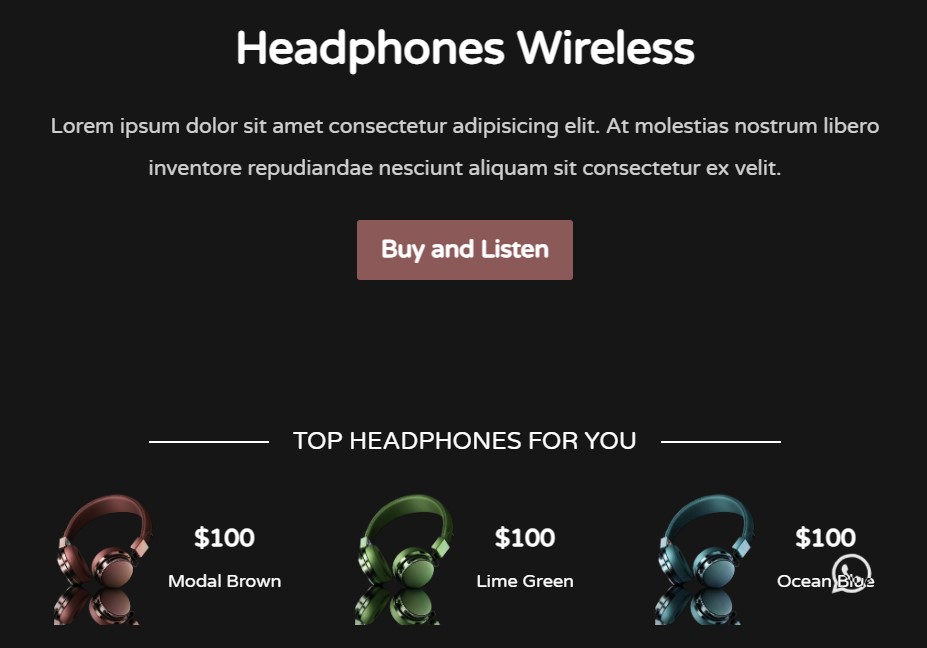 Headphones Wireless
Lorem ipsum dolor sit amet consectetur adipisicing elit. At molestias nostrum libero
inventore repudiandae nesciunt aliquam sit consectetur ex velit.
Buy and Listen
TOP HEADPHONES FOR YOU
$100
Modal Brown
$100
Lime Green
$100
Ocean Blue